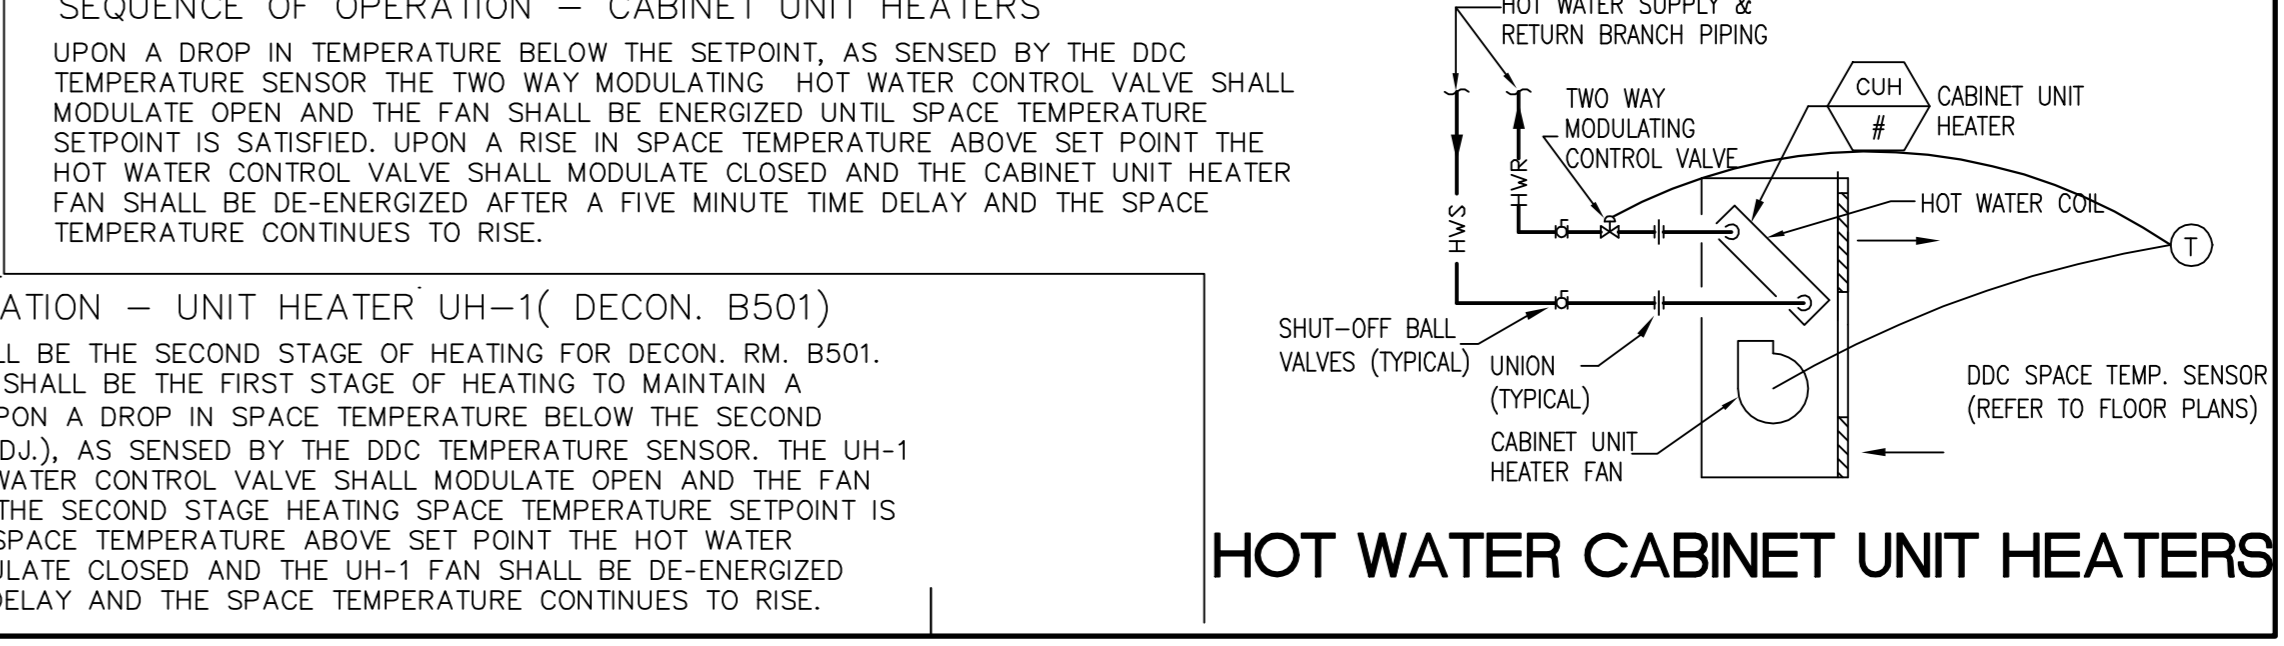 SEQUENCE OF OPERATION – CABINET UNIT HEATERS
UPON A DROP IN TEMPERATURE BELOW THE SETPOINT, AS SENSED BY THE DDC
TEMPERATURE SENSOR THE TWO WAY MODULATING HOT WATER CONTROL VALVE SHALL
MODULATE OPEN AND THE FAN SHALL BE ENERGIZED UNTIL SPACE TEMPERATURE
SETPOINT IS SATISFIED. UPON A RISE IN SPACE TEMPERATURE ABOVE SET POINT THE
HOT WATER CONTROL VALVE SHALL MODULATE CLOSED AND THE CABINET UNIT HEATER
FAN SHALL BE DE-ENERGIZED AFTER A FIVE MINUTE TIME DELAY AND THE SPACE
TEMPERATURE CONTINUES TO RISE.
ATION – UNIT HEATER UH–1( DECON. B501)
LL BE THE SECOND STAGE OF HEATING FOR DECON. RM. B501.
SHALL BE THE FIRST STAGE OF HEATING TO MAINTAIN A
PON A DROP IN SPACE TEMPERATURE BELOW THE SECOND
DJ.), AS SENSED BY THE DDC TEMPERATURE SENSOR. THE UH-1
WATER CONTROL VALVE SHALL MODULATE OPEN AND THE FAN
THE SECOND STAGE HEATING SPACE TEMPERATURE SETPOINT IS
SPACE TEMPERATURE ABOVE SET POINT THE HOT WATER
ULATE CLOSED AND THE UH-1 FAN SHALL BE DE-ENERGIZED
DELAY AND THE SPACE TEMPERATURE CONTINUES TO RISE.
HOT WATER SUPPLY &
RETURN BRANCH PIPING
TWO WAY
MODULATING
CONTROL VALVE
CUH
#
CABINET UNIT
HEATER
HWR
HWS
HOT WATER COIL
T
SHUT-OFF BALL
VALVES (TYPICAL)
UNION
(TYPICAL)
CABINET UNIT
HEATER FAN
DDC SPACE TEMP. SENSOR
(REFER TO FLOOR PLANS)
HOT WATER CABINET UNIT HEATERS